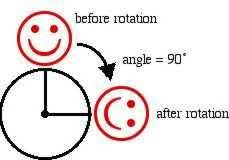 before rotation
angle = 90°
after rotation